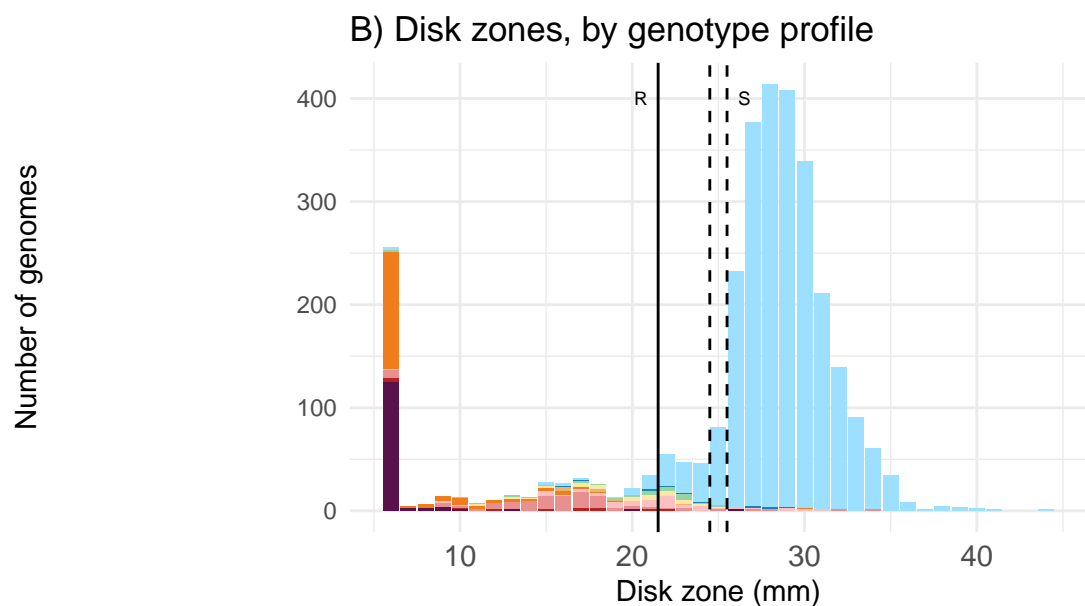 B) Disk zones, by genotype profile
Number of genomes
400
300
200
100
0
R
S
10
20
30
40
Disk zone (mm)